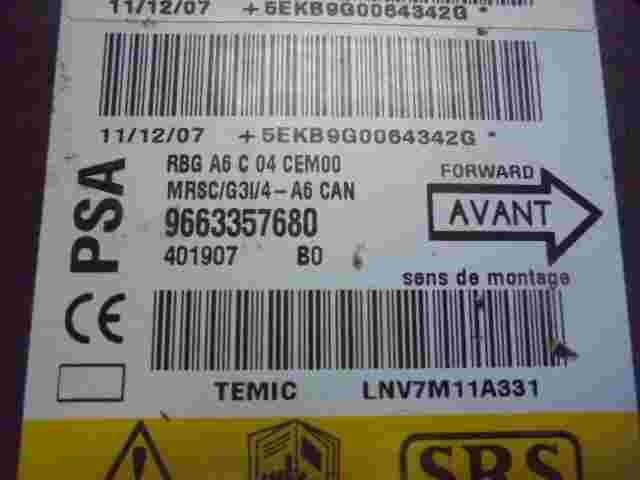 11/12/07 +5EKB9G0064342G*
11/12/07 +5EKB9G0064342G*
PSA
RBG A6 C 04 CEM00
MRSC/G3I/4-A6 CAN
9663357680
401907 B0
FORWARD
AVANT
sens de montage
CE
TEMIC LNV7M11A331
SRS